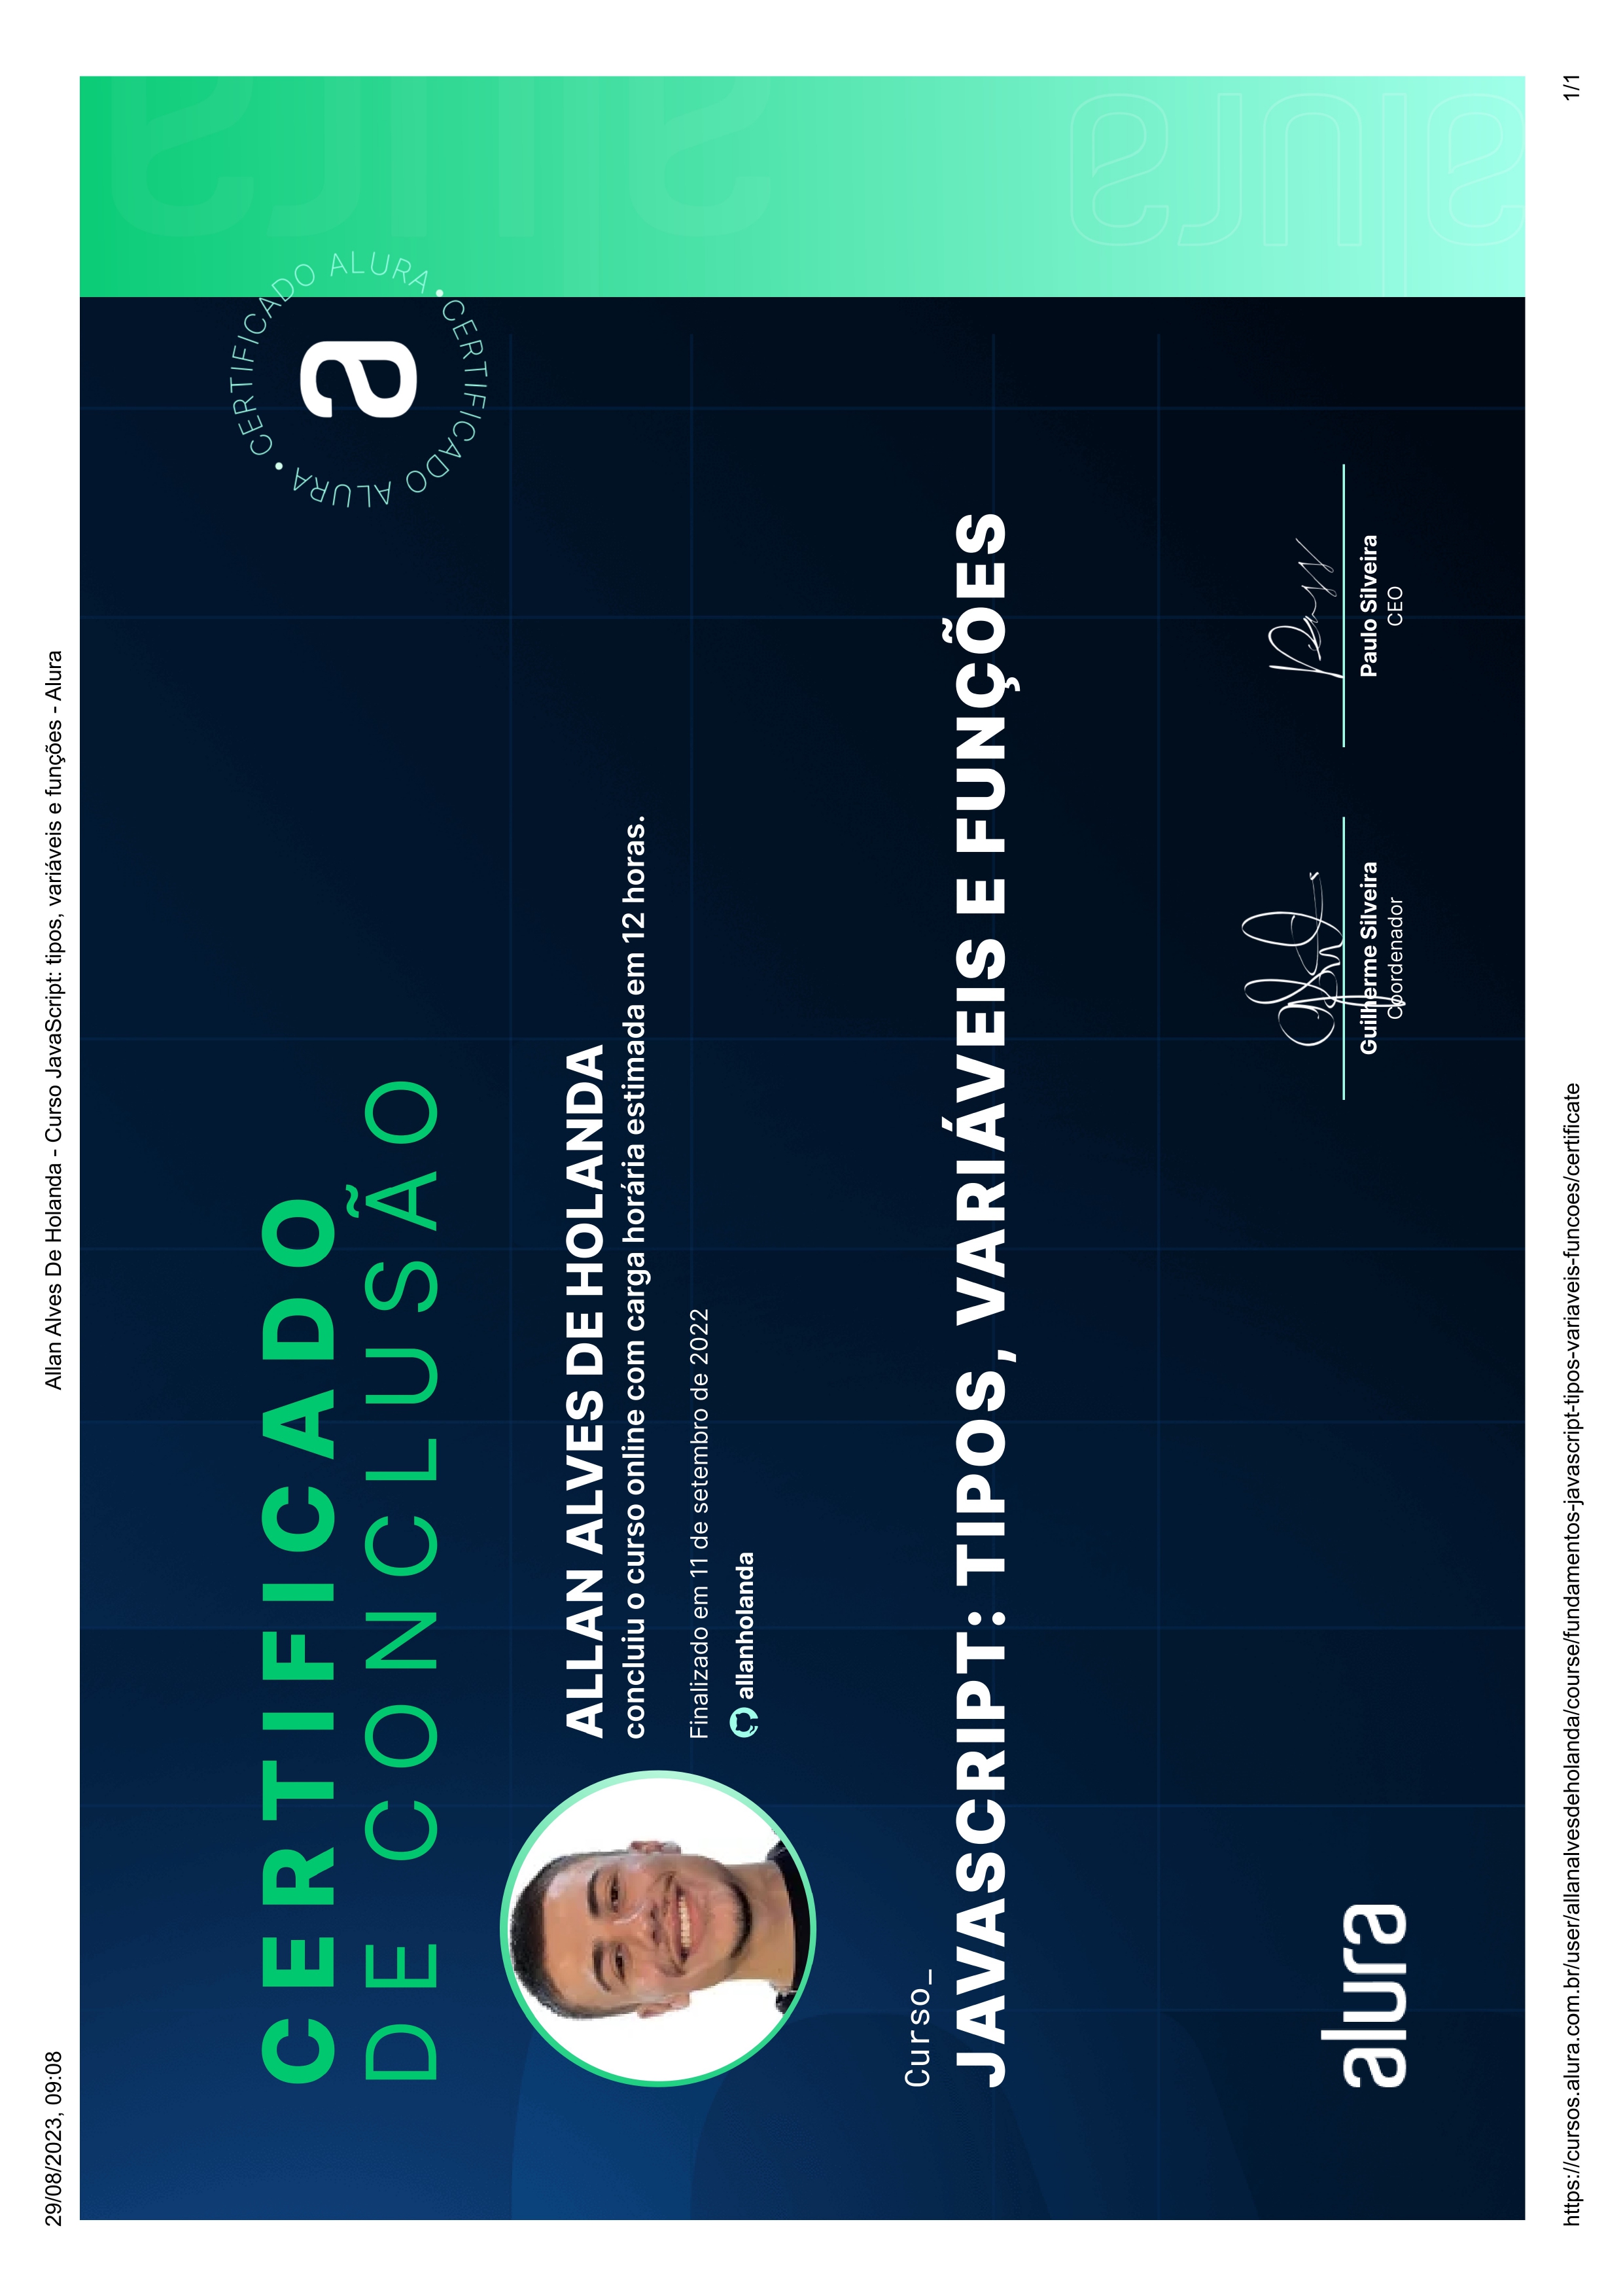 29/08/2023, 09:08
Allan Alves De Holanda - Curso JavaScript: tipos, variáveis e funções - Alura
CERTIFICADO
DE CONCLUSÃO
• CERTIFICADO ALURA • CERTIFICADO ALURA
a
ALLAN ALVES DE HOLANDA
concluiu o curso online com carga horária estimada em 12 horas.
Finalizado em 11 de setembro de 2022
allanholanda
Curso_
JAVASCRIPT: TIPOS, VARIÁVEIS E FUNÇÕES
alura
Guilherme Silveira
Coordenador
Paulo Silveira
CEO
alura
alura
https://cursos.alura.com.br/user/allanalvesdeholanda/course/fundamentos-javascript-tipos-variaveis-funcoes/certificate
1/1